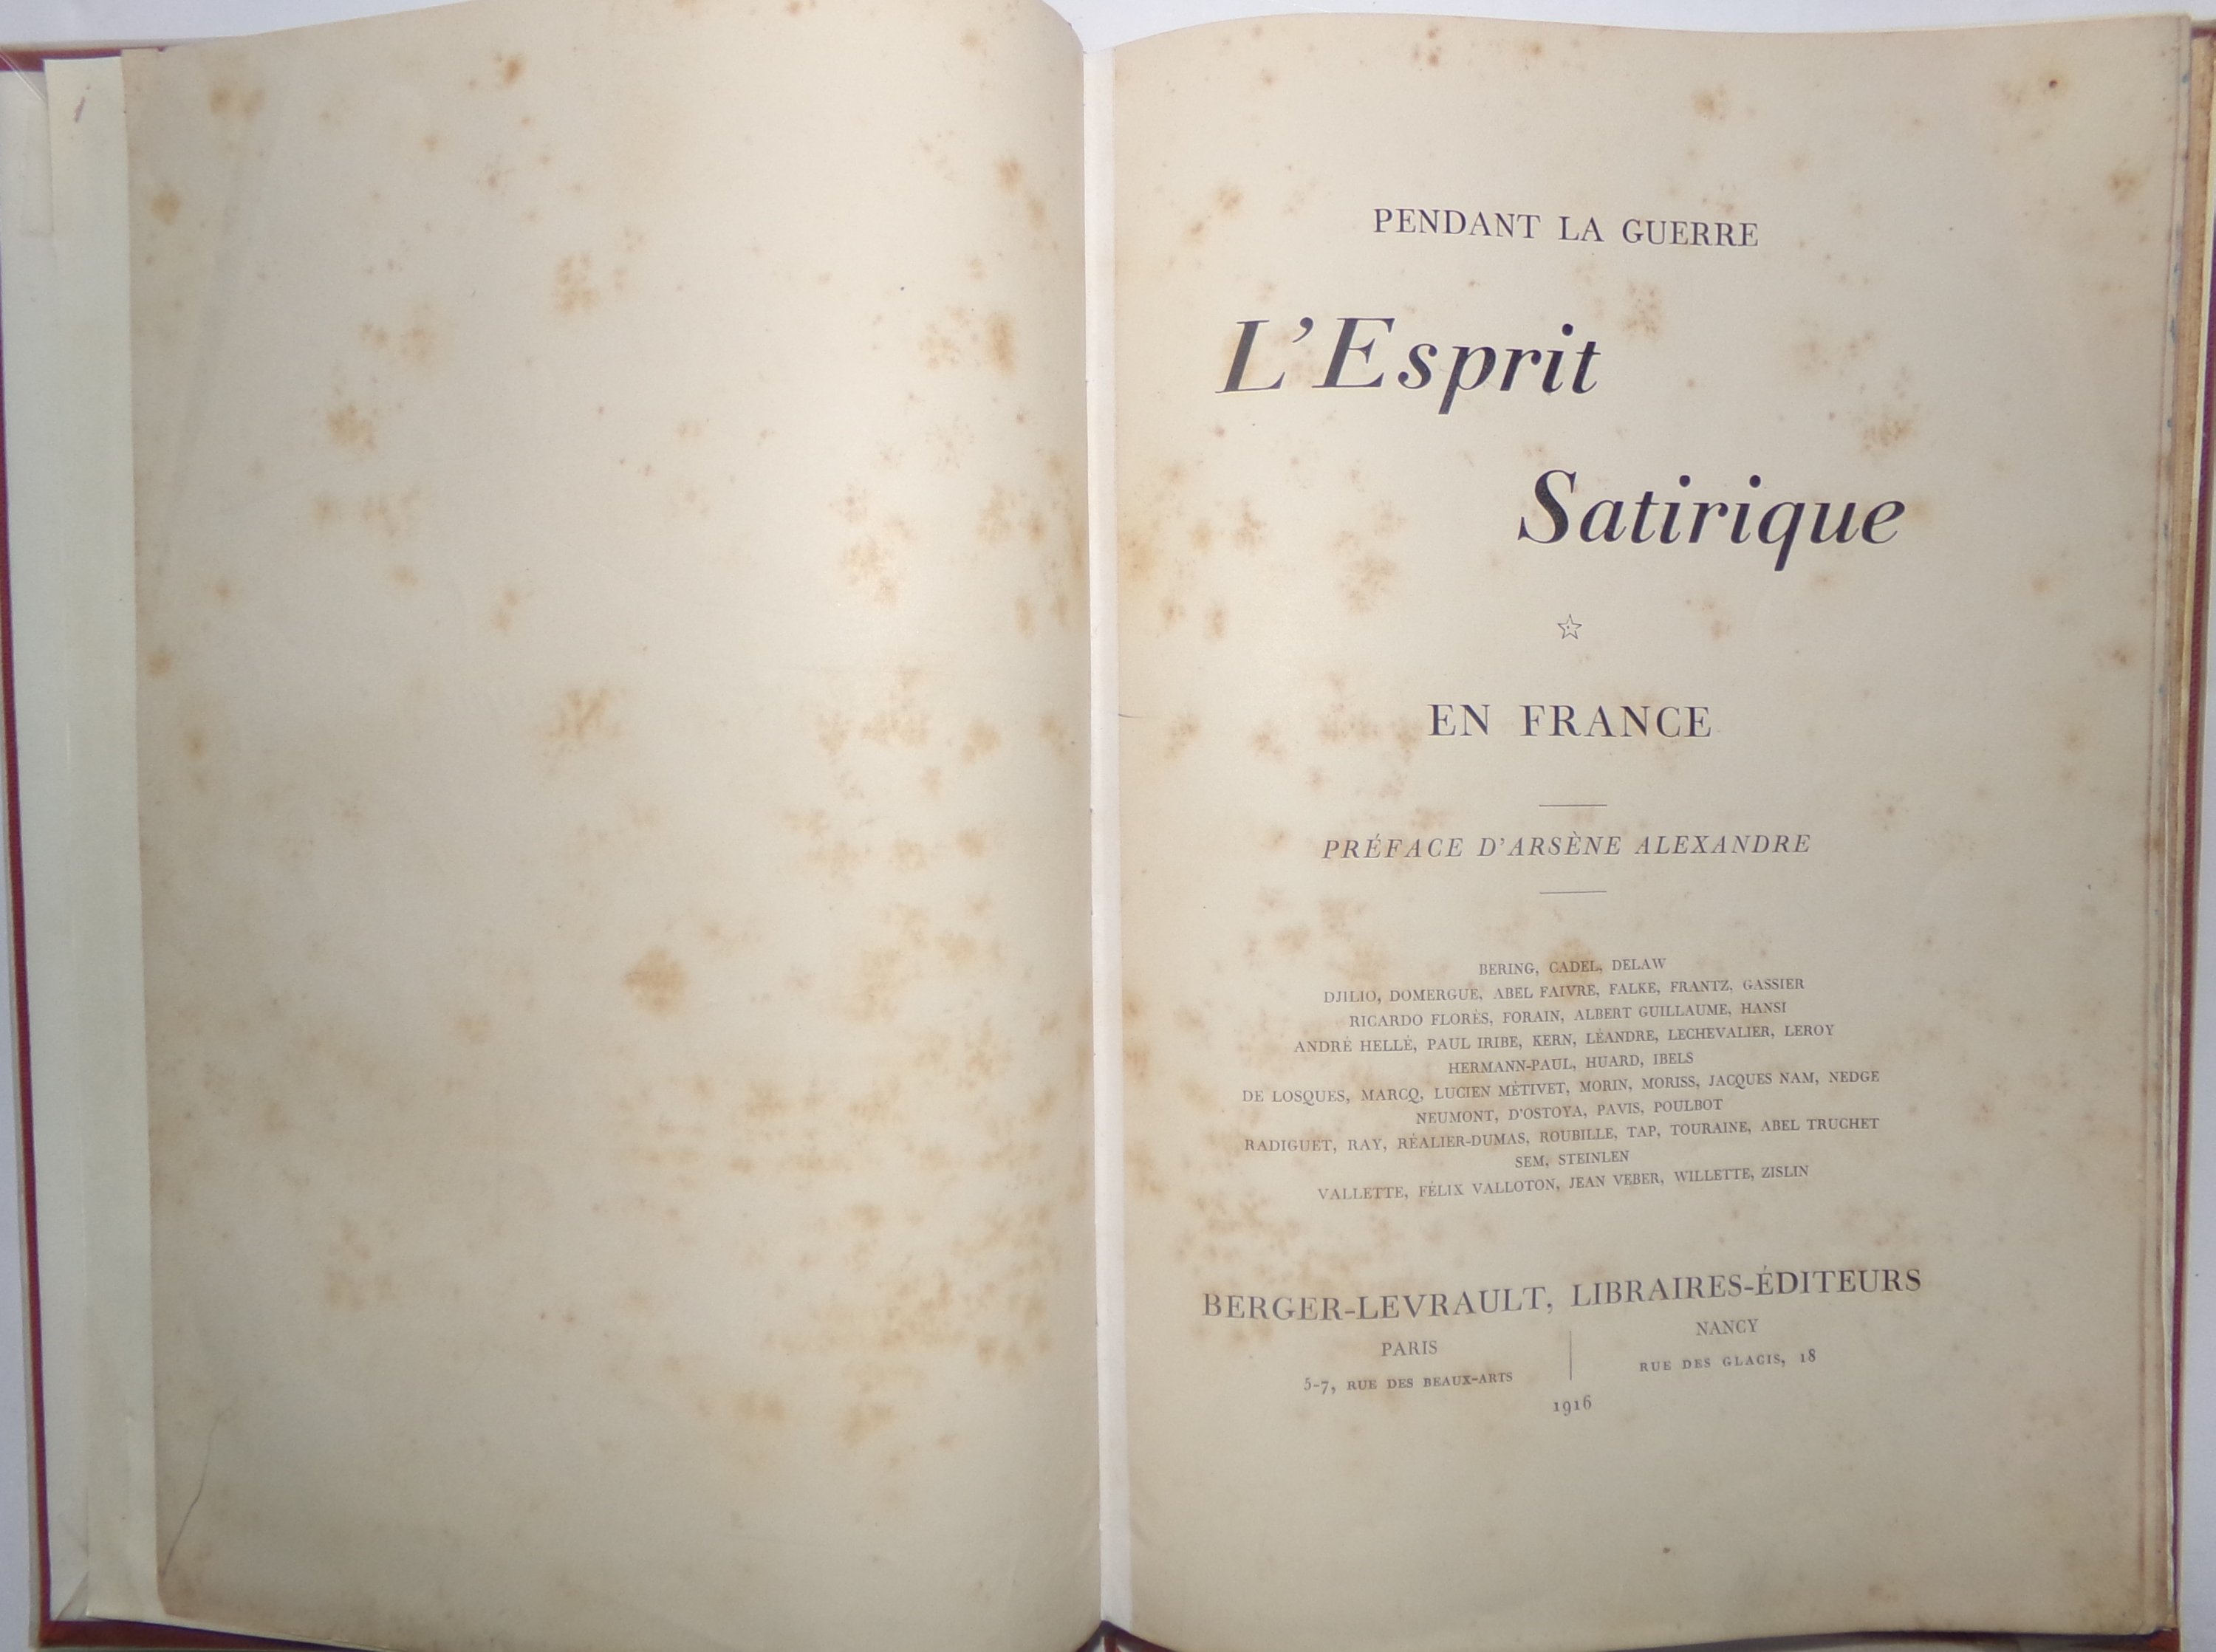 PENDANT LA GUERRE
L'Esprit
Satirique
EN FRANCE
PRÉFACE D'ARSÈNE ALEXANDRE
BERING, CADEL, DELAW
DJILIO, DOMERGUE, ABEL FAIVRE, FALKE, FRANTZ, GASSIER
RICARDO FLORÈS, FORAIN, ALBERT GUILLAUME, HANSI
ANDRÉ HELLÉ, PAUL IRIBE, KERN, LÉANDRE, LECHEVALIER, LEROY
HERMANN-PAUL, HUARD, IBELS
DE LOSQUES, MARCQ, LUCIEN MÉTIVET, MORIN, MORISS, JACQUES NAM, NEDGE
NEUMONT, D'OSTOYA, PAVIS, POULBOT
RADIGUET, RAY, RÉALIER-DUMAS, ROUBILLE, TAP, TOURAINE, ABEL TRUCHET
SEM, STEINLEN
VALLETTE, FÉLIX VALLOTON, JEAN VEBER, WILLETTE, ZISLIN
BERGER-LEVRAULT, LIBRAIRES-ÉDITEURS
PARIS
5-7, RUE DES BEAUX-ARTS
NANCY
RUE DES GLACIS, 18
1916